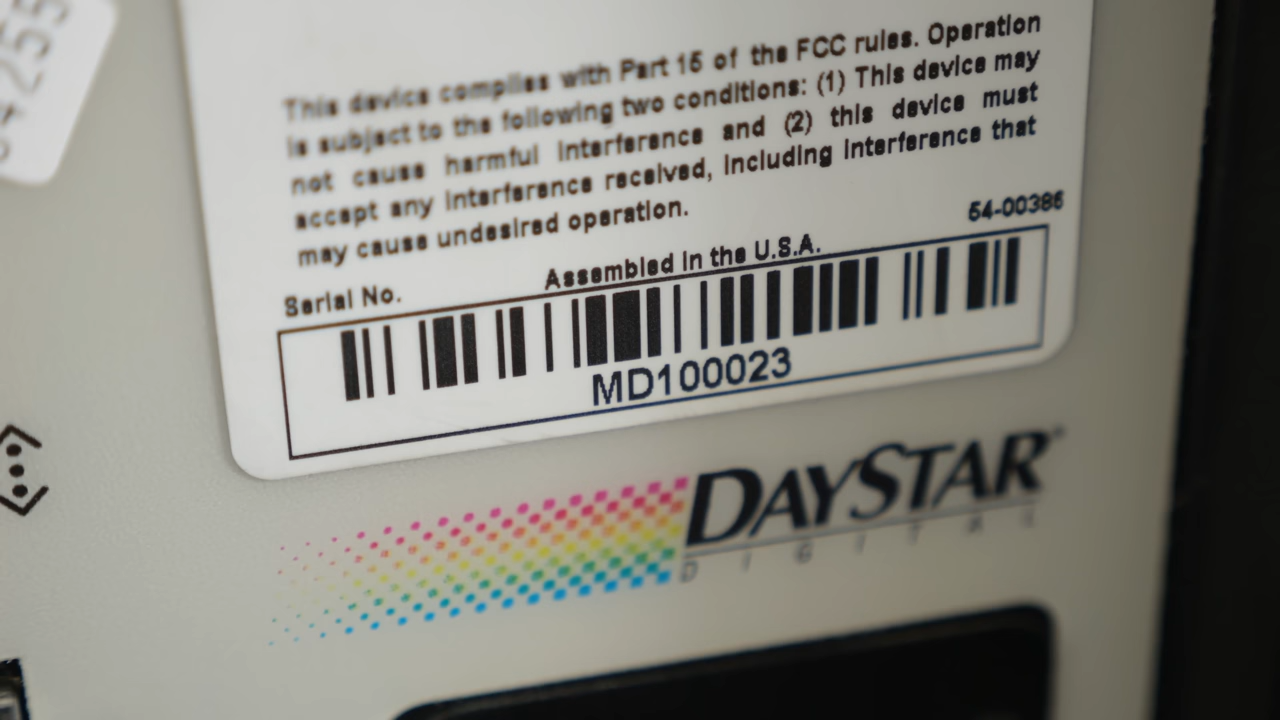 54255
This device complies with Part 15 of the FCC rules. Operation
is subject to the following two conditions: (1) This device may
not cause harmful interference and (2) this device must
accept any interference received, including interference that
may cause undesired operation.
54-00386
Serial No.
Assembled in the U.S.A.
MD100023
DAYSTAR
DIGITAL